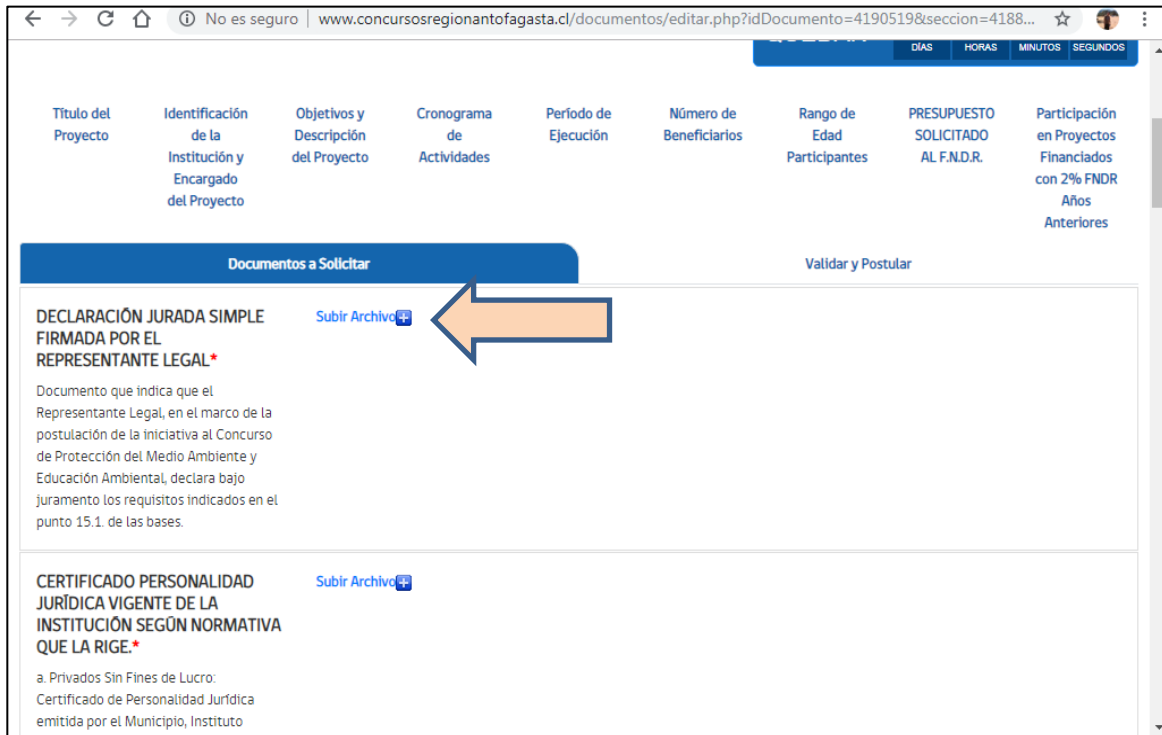 No es seguro | www.concursosregionantofagasta.cl/documentos/editar.php?idDocumento=4190519&seccion=4188...
DÍAS HORAS MINUTOS SEGUNDOS
Título del Proyecto
Identificación de la Institución y Encargado del Proyecto
Objetivos y Descripción del Proyecto
Cronograma de Actividades
Período de Ejecución
Número de Beneficiarios
Rango de Edad Participantes
PRESUPUESTO SOLICITADO AL F.N.D.R.
Participación en Proyectos Financiados con 2% FNDR Años Anteriores
Documentos a Solicitar
Validar y Postular
DECLARACIÓN JURADA SIMPLE
FIRMADA POR EL
REPRESENTANTE LEGAL*
Subir Archivo
Documento que indica que el
Representante Legal, en el marco de la
postulación de la iniciativa al Concurso
de Protección del Medio Ambiente y
Educación Ambiental, declara bajo
juramento los requisitos indicados en el
punto 15.1. de las bases.
CERTIFICADO PERSONALIDAD
JURÍDICA VIGENTE DE LA
INSTITUCIÓN SEGÚN NORMATIVA
QUE LA RIGE.*
Subir Archivo
a. Privados Sin Fines de Lucro:
Certificado de Personalidad Jurídica
emitida por el Municipio, Instituto